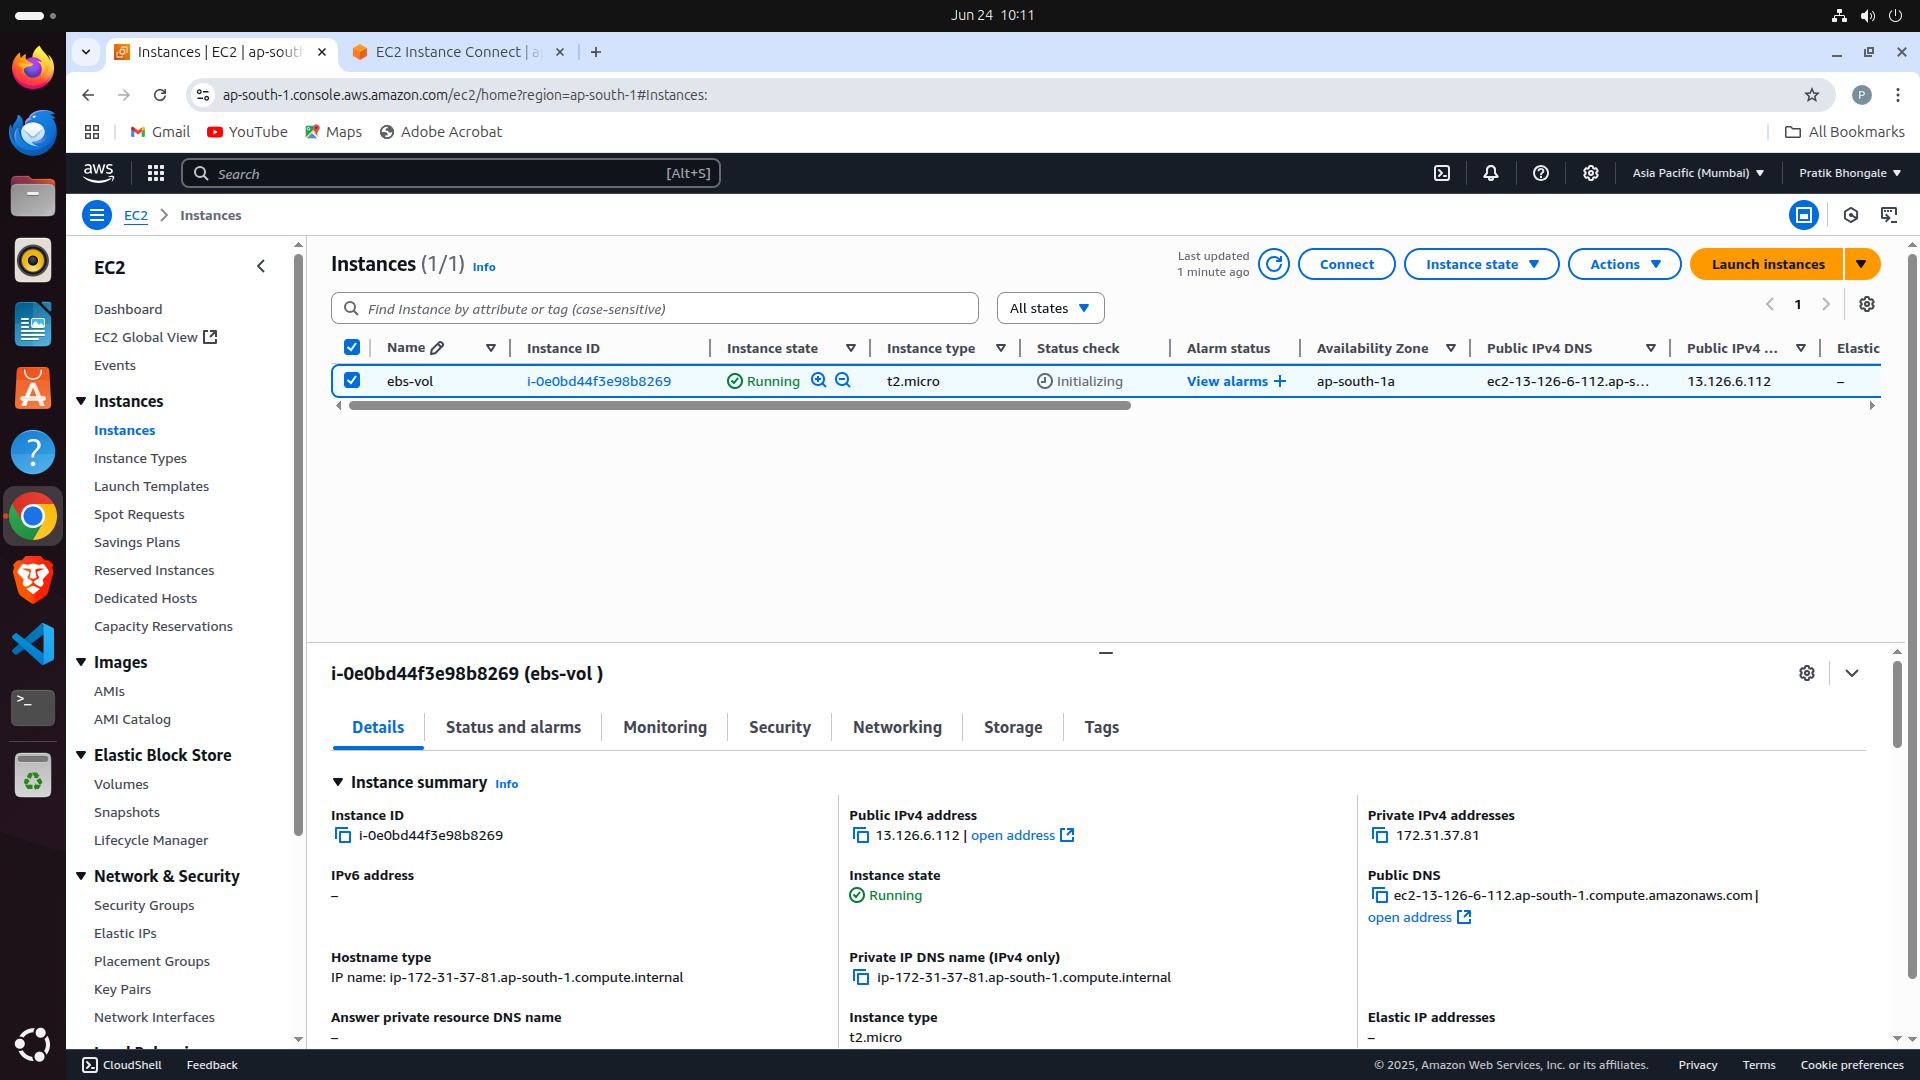 Jun 24 10:11
Instances | EC2 | ap-south
EC2 Instance Connect | a
ap-south-1.console.aws.amazon.com/ec2/home?region=ap-south-1#Instances:
P
Gmail
YouTube
Maps
Adobe Acrobat
All Bookmarks
aws
Search
[Alt+S]
Asia Pacific (Mumbai)
Pratik Bhongale
EC2
Instances
EC2
Dashboard
EC2 Global View
Events
Instances
Instances
Instance Types
Launch Templates
Spot Requests
Savings Plans
Reserved Instances
Dedicated Hosts
Capacity Reservations
Images
AMIs
AMI Catalog
Elastic Block Store
Volumes
Snapshots
Lifecycle Manager
Network & Security
Security Groups
Elastic IPs
Placement Groups
Key Pairs
Network Interfaces
Instances (1/1) Info
Last updated
1 minute ago
Connect
Instance state
Actions
Launch instances
Find Instance by attribute or tag (case-sensitive)
All states
1
Name
Instance ID
Instance state
Instance type
Status check
Alarm status
Availability Zone
Public IPv4 DNS
Public IPv4 ...
Elastic
ebs-vol
i-0e0bd44f3e98b8269
Running
t2.micro
Initializing
View alarms +
ap-south-1a
ec2-13-126-6-112.ap-s...
13.126.6.112
–
i-0e0bd44f3e98b8269 (ebs-vol )
Details
Status and alarms
Monitoring
Security
Networking
Storage
Tags
Instance summary Info
Instance ID
i-0e0bd44f3e98b8269
Public IPv4 address
13.126.6.112 | open address
Private IPv4 addresses
172.31.37.81
IPv6 address
–
Instance state
Running
Public DNS
ec2-13-126-6-112.ap-south-1.compute.amazonaws.com |
open address
Hostname type
IP name: ip-172-31-37-81.ap-south-1.compute.internal
Private IP DNS name (IPv4 only)
ip-172-31-37-81.ap-south-1.compute.internal
Answer private resource DNS name
–
Instance type
t2.micro
Elastic IP addresses
–
CloudShell
Feedback
© 2025, Amazon Web Services, Inc. or its affiliates.
Privacy
Terms
Cookie preferences